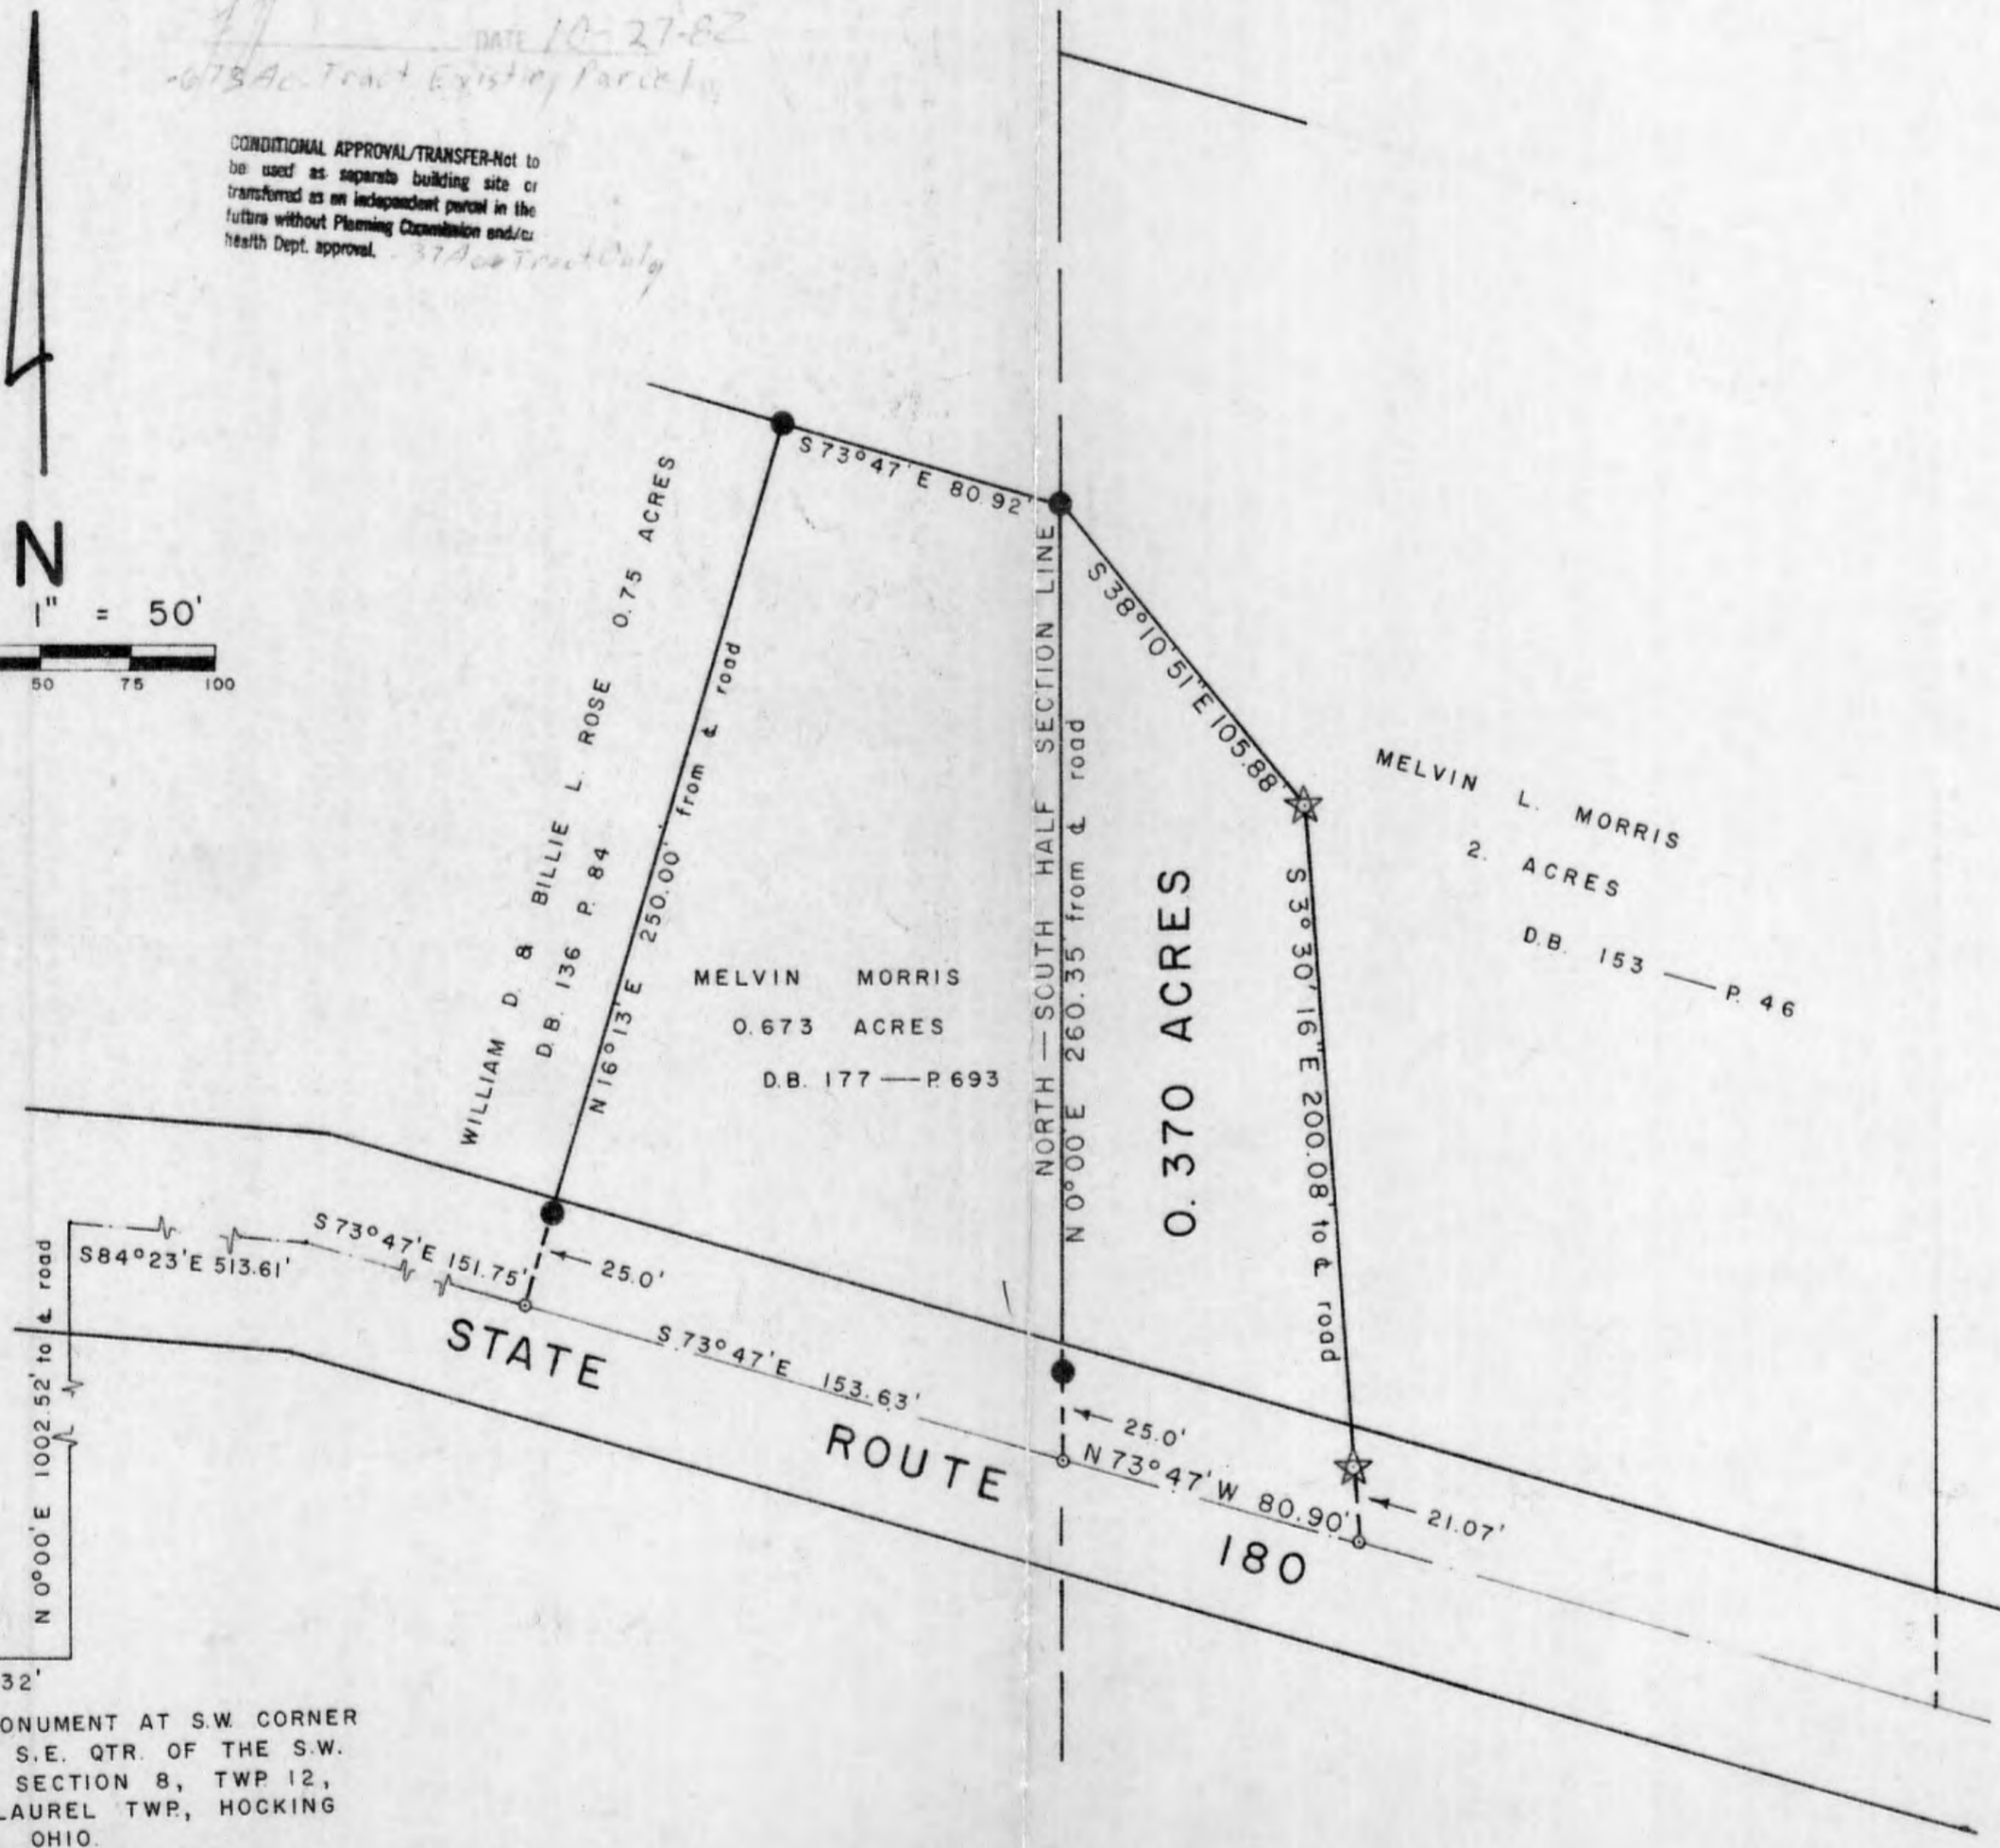 DATE 10-27-82
.673 Ac. Tract Existing Parcel
CONDITIONAL APPROVAL/TRANSFER-Not to
be used as separate building site or
transferred as an independent parcel in the
future without Planning Commission and/or
health Dept. approval.
.37 Acre Tract Only
N
1" = 50'
50 75 100
S 73°47' E 80.92'
WILLIAM D. & BILLIE L. ROSE 0.75 ACRES
D.B. 136 P. 84
N 16°13' E 250.00' from ℄ road
MELVIN MORRIS
0.673 ACRES
D.B. 177 — P. 693
NORTH — SOUTH HALF SECTION LINE
N 0°00' E 260.35' from ℄ road
S 38°10'51" E 105.88'
0.370 ACRES
S 3°30'16" E 200.08' to ℄ road
MELVIN L. MORRIS
2. ACRES
D.B. 153 — P. 46
S 84°23' E 513.61'
S 73°47' E 151.75'
25.0'
S 73°47' E 153.63'
25.0'
N 73°47' W 80.90'
21.07'
STATE ROUTE 180
N 0°00' E 1002.52' to ℄ road
32'
ONUMENT AT S.W. CORNER
S.E. QTR. OF THE S.W.
SECTION 8, TWP. 12,
LAUREL TWP., HOCKING
OHIO.